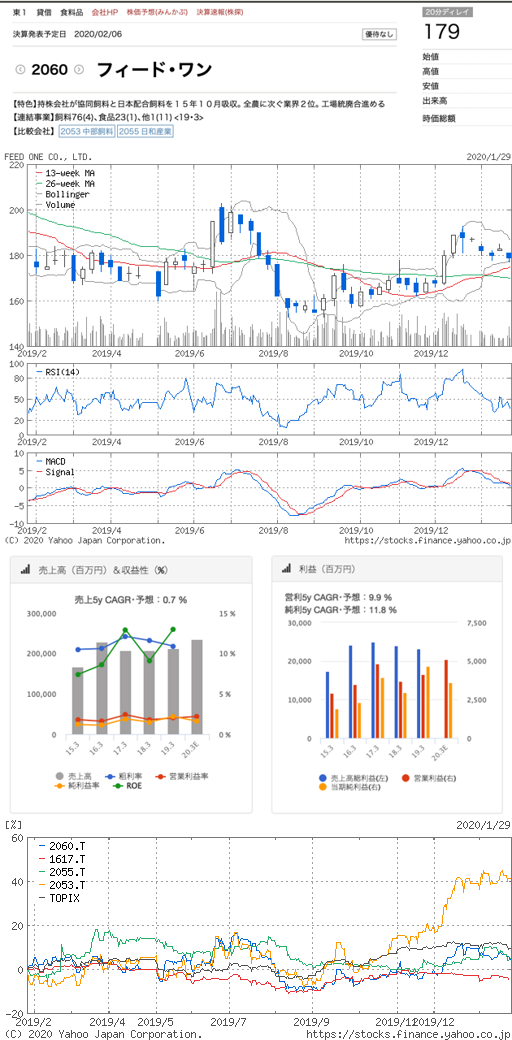 東1 貸借 食料品 会社HP 株価予想(みんかぶ) 決算速報(株探)
20分ディレイ
決算発表予定日 2020/02/06
優待なし
179
2060
フィード・ワン
始値
高値
安値
出来高
時価総額
【特色】持株会社が協同飼料と日本配合飼料を１５年１０月吸収。全農に次ぐ業界２位。工場統廃合進める
【連結事業】飼料76(4)、食品23(1)、他1(11) <19・3>
【比較会社】 2053 中部飼料 2055 日和産業
FEED ONE CO., LTD.
2020/1/29
13-week MA
26-week MA
Bollinger
Volume
220
200
180
160
140
2019/2 2019/4 2019/6 2019/8 2019/10 2019/12
RSI(14)
100
80
60
40
20
0
2019/2 2019/4 2019/6 2019/8 2019/10 2019/12
MACD
Signal
10
5
0
-5
-10
2019/2 2019/4 2019/6 2019/8 2019/10 2019/12
(C) 2020 Yahoo Japan Corporation.
https://stocks.finance.yahoo.co.jp/
売上高（百万円）＆収益性（%）
売上5y CAGR・予想：0.7 %
300,000
200,000
100,000
0
15 %
10 %
5 %
0 %
15.3 16.3 17.3 18.3 19.3 20.3E
売上高 粗利率 営業利益率
純利益率 ROE
利益（百万円）
営利5y CAGR・予想：9.9 %
純利5y CAGR・予想：11.8 %
30,000
20,000
10,000
0
7,500
5,000
2,500
0
15.3 16.3 17.3 18.3 19.3 20.3E
売上高総利益(左) 営業利益(右)
当期純利益(右)
[%]
2020/1/29
2060.T
1617.T
2055.T
2053.T
TOPIX
60
40
20
0
-20
2019/2 2019/4 2019/5 2019/7 2019/9 2019/11 2019/12
(C) 2020 Yahoo Japan Corporation.
https://stocks.finance.yahoo.co.jp/